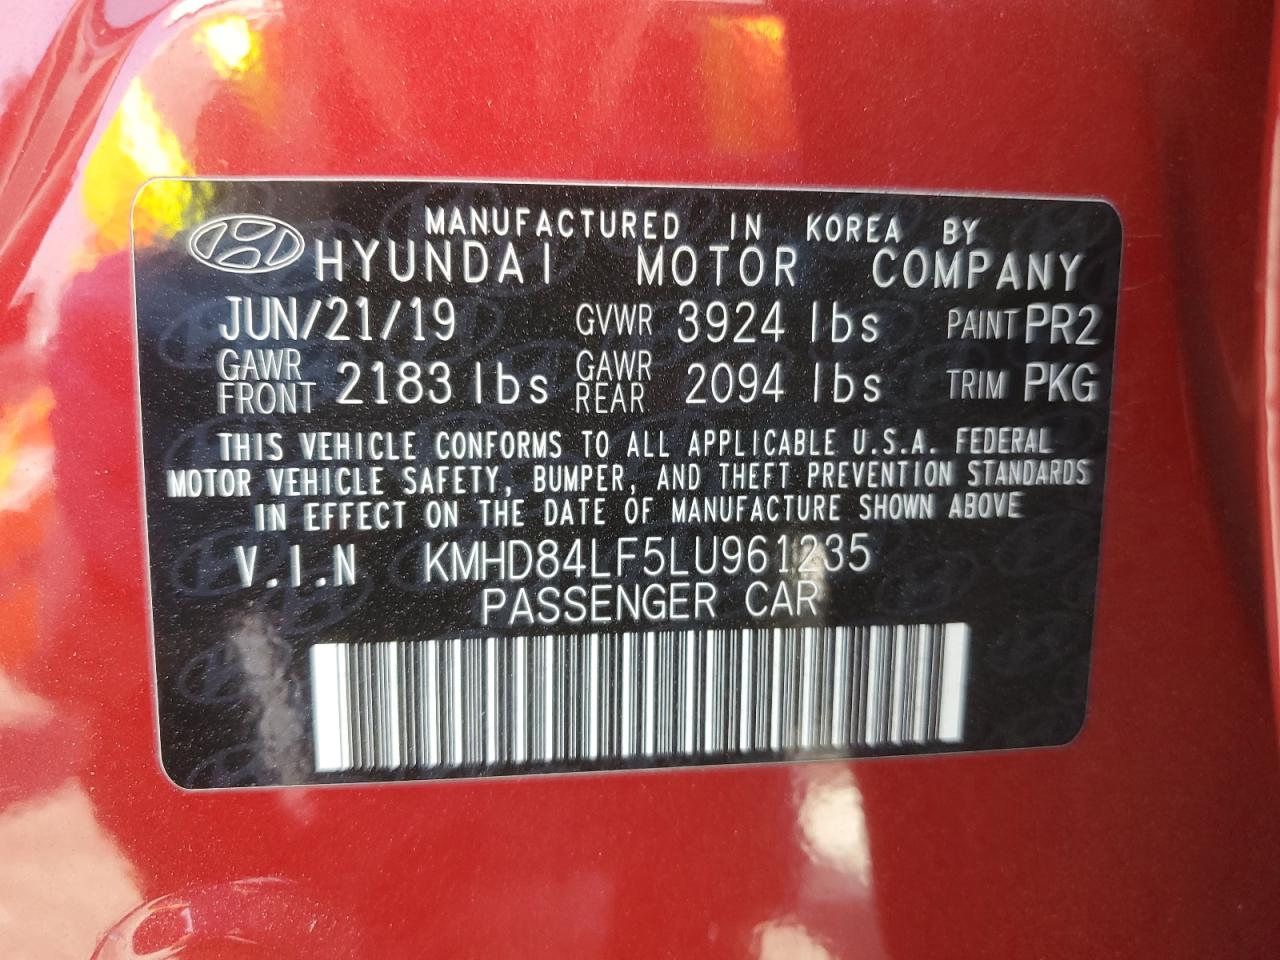 MANUFACTURED IN KOREA BY
HYUNDAI MOTOR COMPANY
JUN/21/19 GVWR 3924 lbs PAINT PR2
GAWR FRONT 2183 lbs GAWR REAR 2094 lbs TRIM PKG
THIS VEHICLE CONFORMS TO ALL APPLICABLE U.S.A. FEDERAL
MOTOR VEHICLE SAFETY, BUMPER, AND THEFT PREVENTION STANDARDS
IN EFFECT ON THE DATE OF MANUFACTURE SHOWN ABOVE
V.I.N KMHD84LF5LU961235
PASSENGER CAR